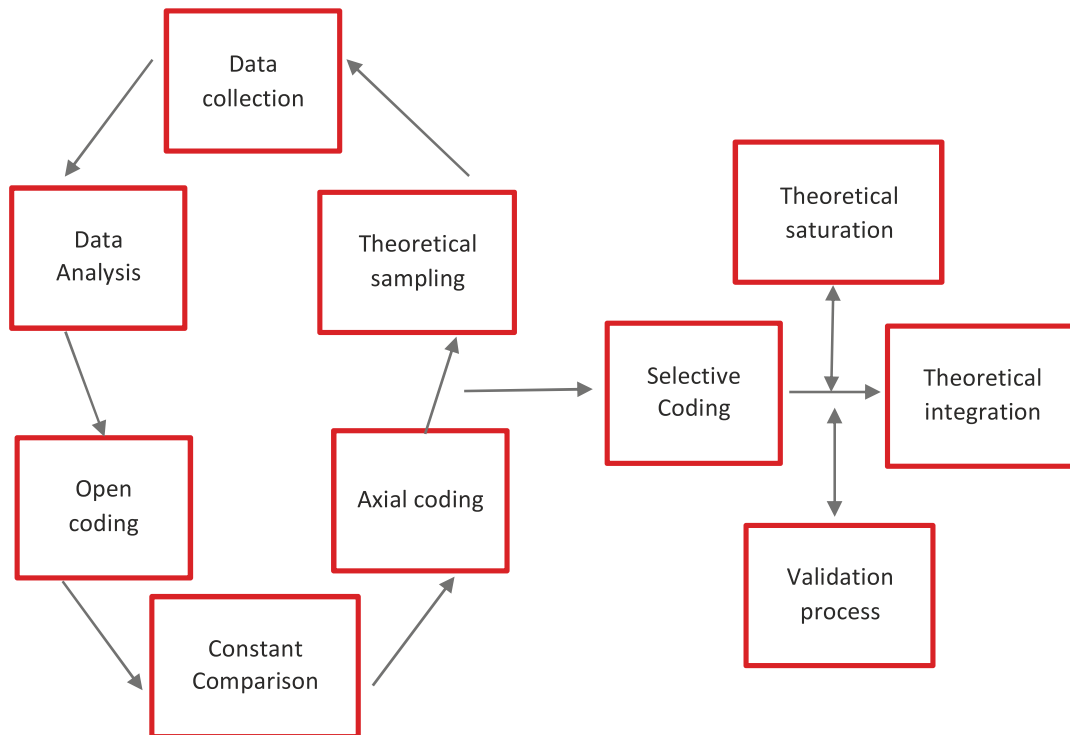 Data
collection
Data
Analysis
Open
coding
Constant
Comparison
Axial coding
Theoretical
sampling
Selective
Coding
Theoretical
saturation
Theoretical
integration
Validation
process